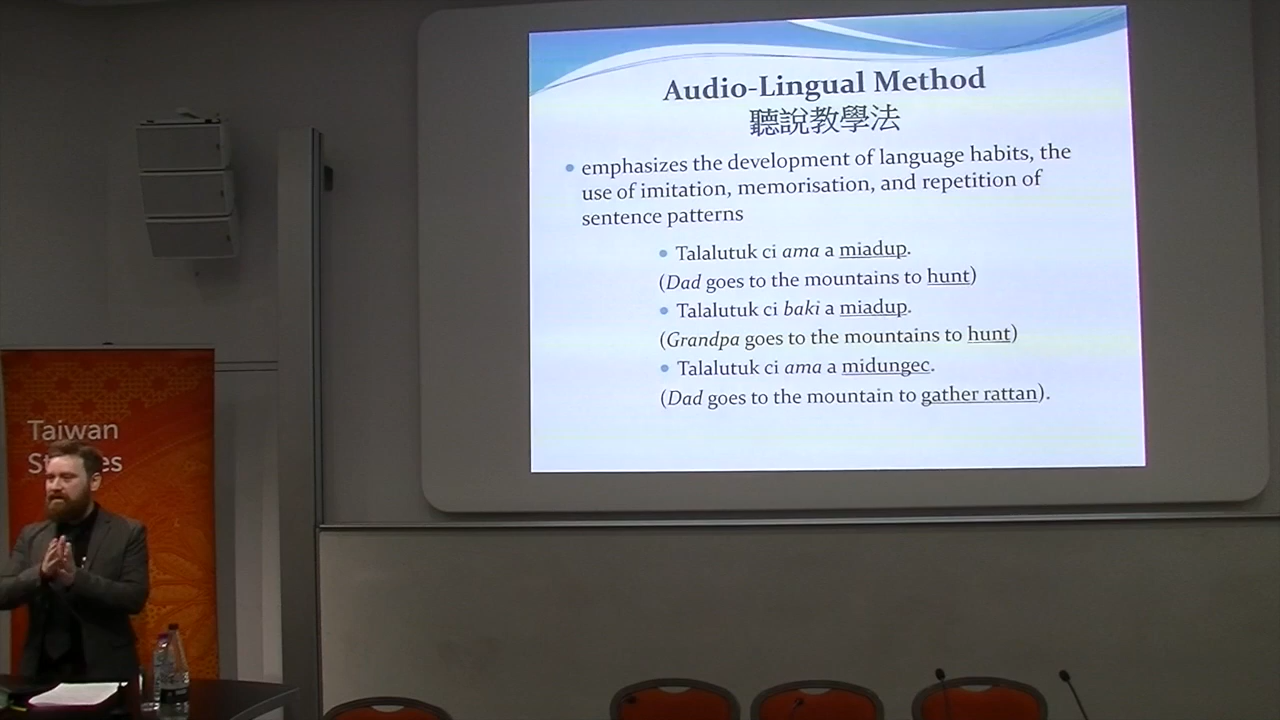 Audio-Lingual Method
聽說教學法
• emphasizes the development of language habits, the
use of imitation, memorisation, and repetition of
sentence patterns
• Talalutuk ci ama a miadup.
(Dad goes to the mountains to hunt)
• Talalutuk ci baki a miadup.
(Grandpa goes to the mountains to hunt)
• Talalutuk ci ama a midungec.
(Dad goes to the mountain to gather rattan).
Taiwan